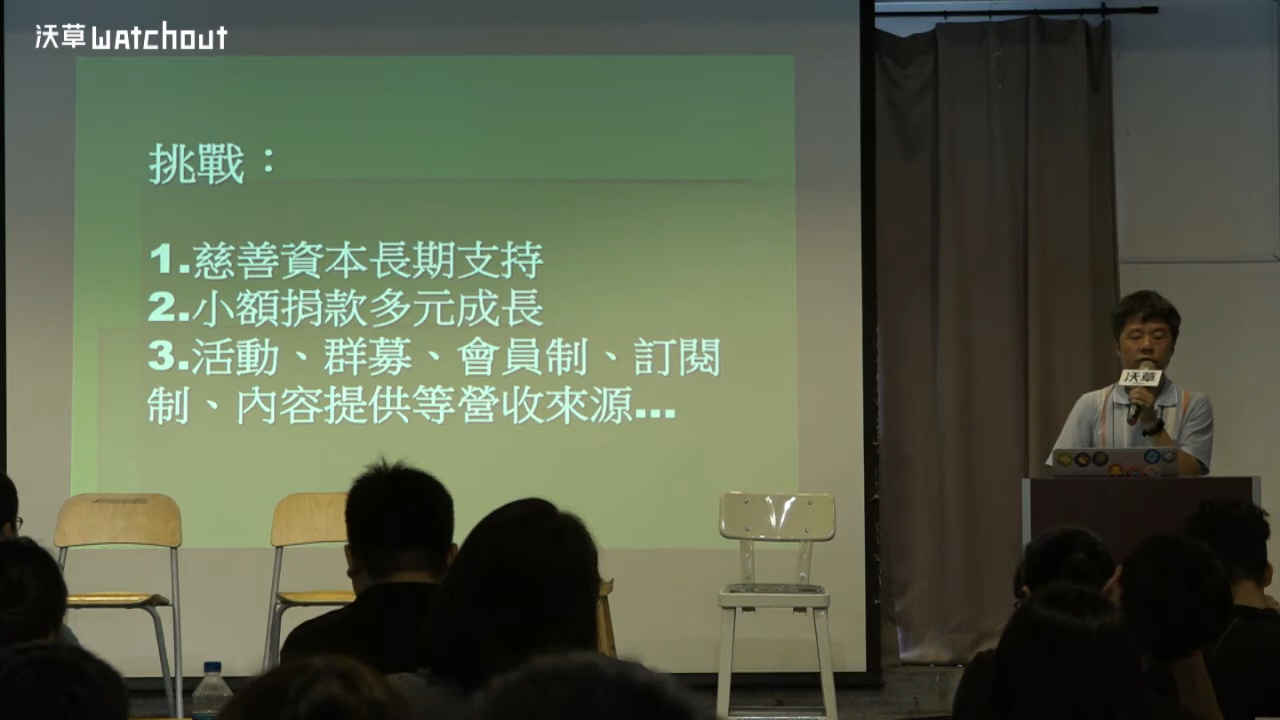 沃草 watchout
挑戰：
1.慈善資本長期支持
2.小額捐款多元成長
3.活動、群募、會員制、訂閱
制、內容提供等營收來源...
沃草